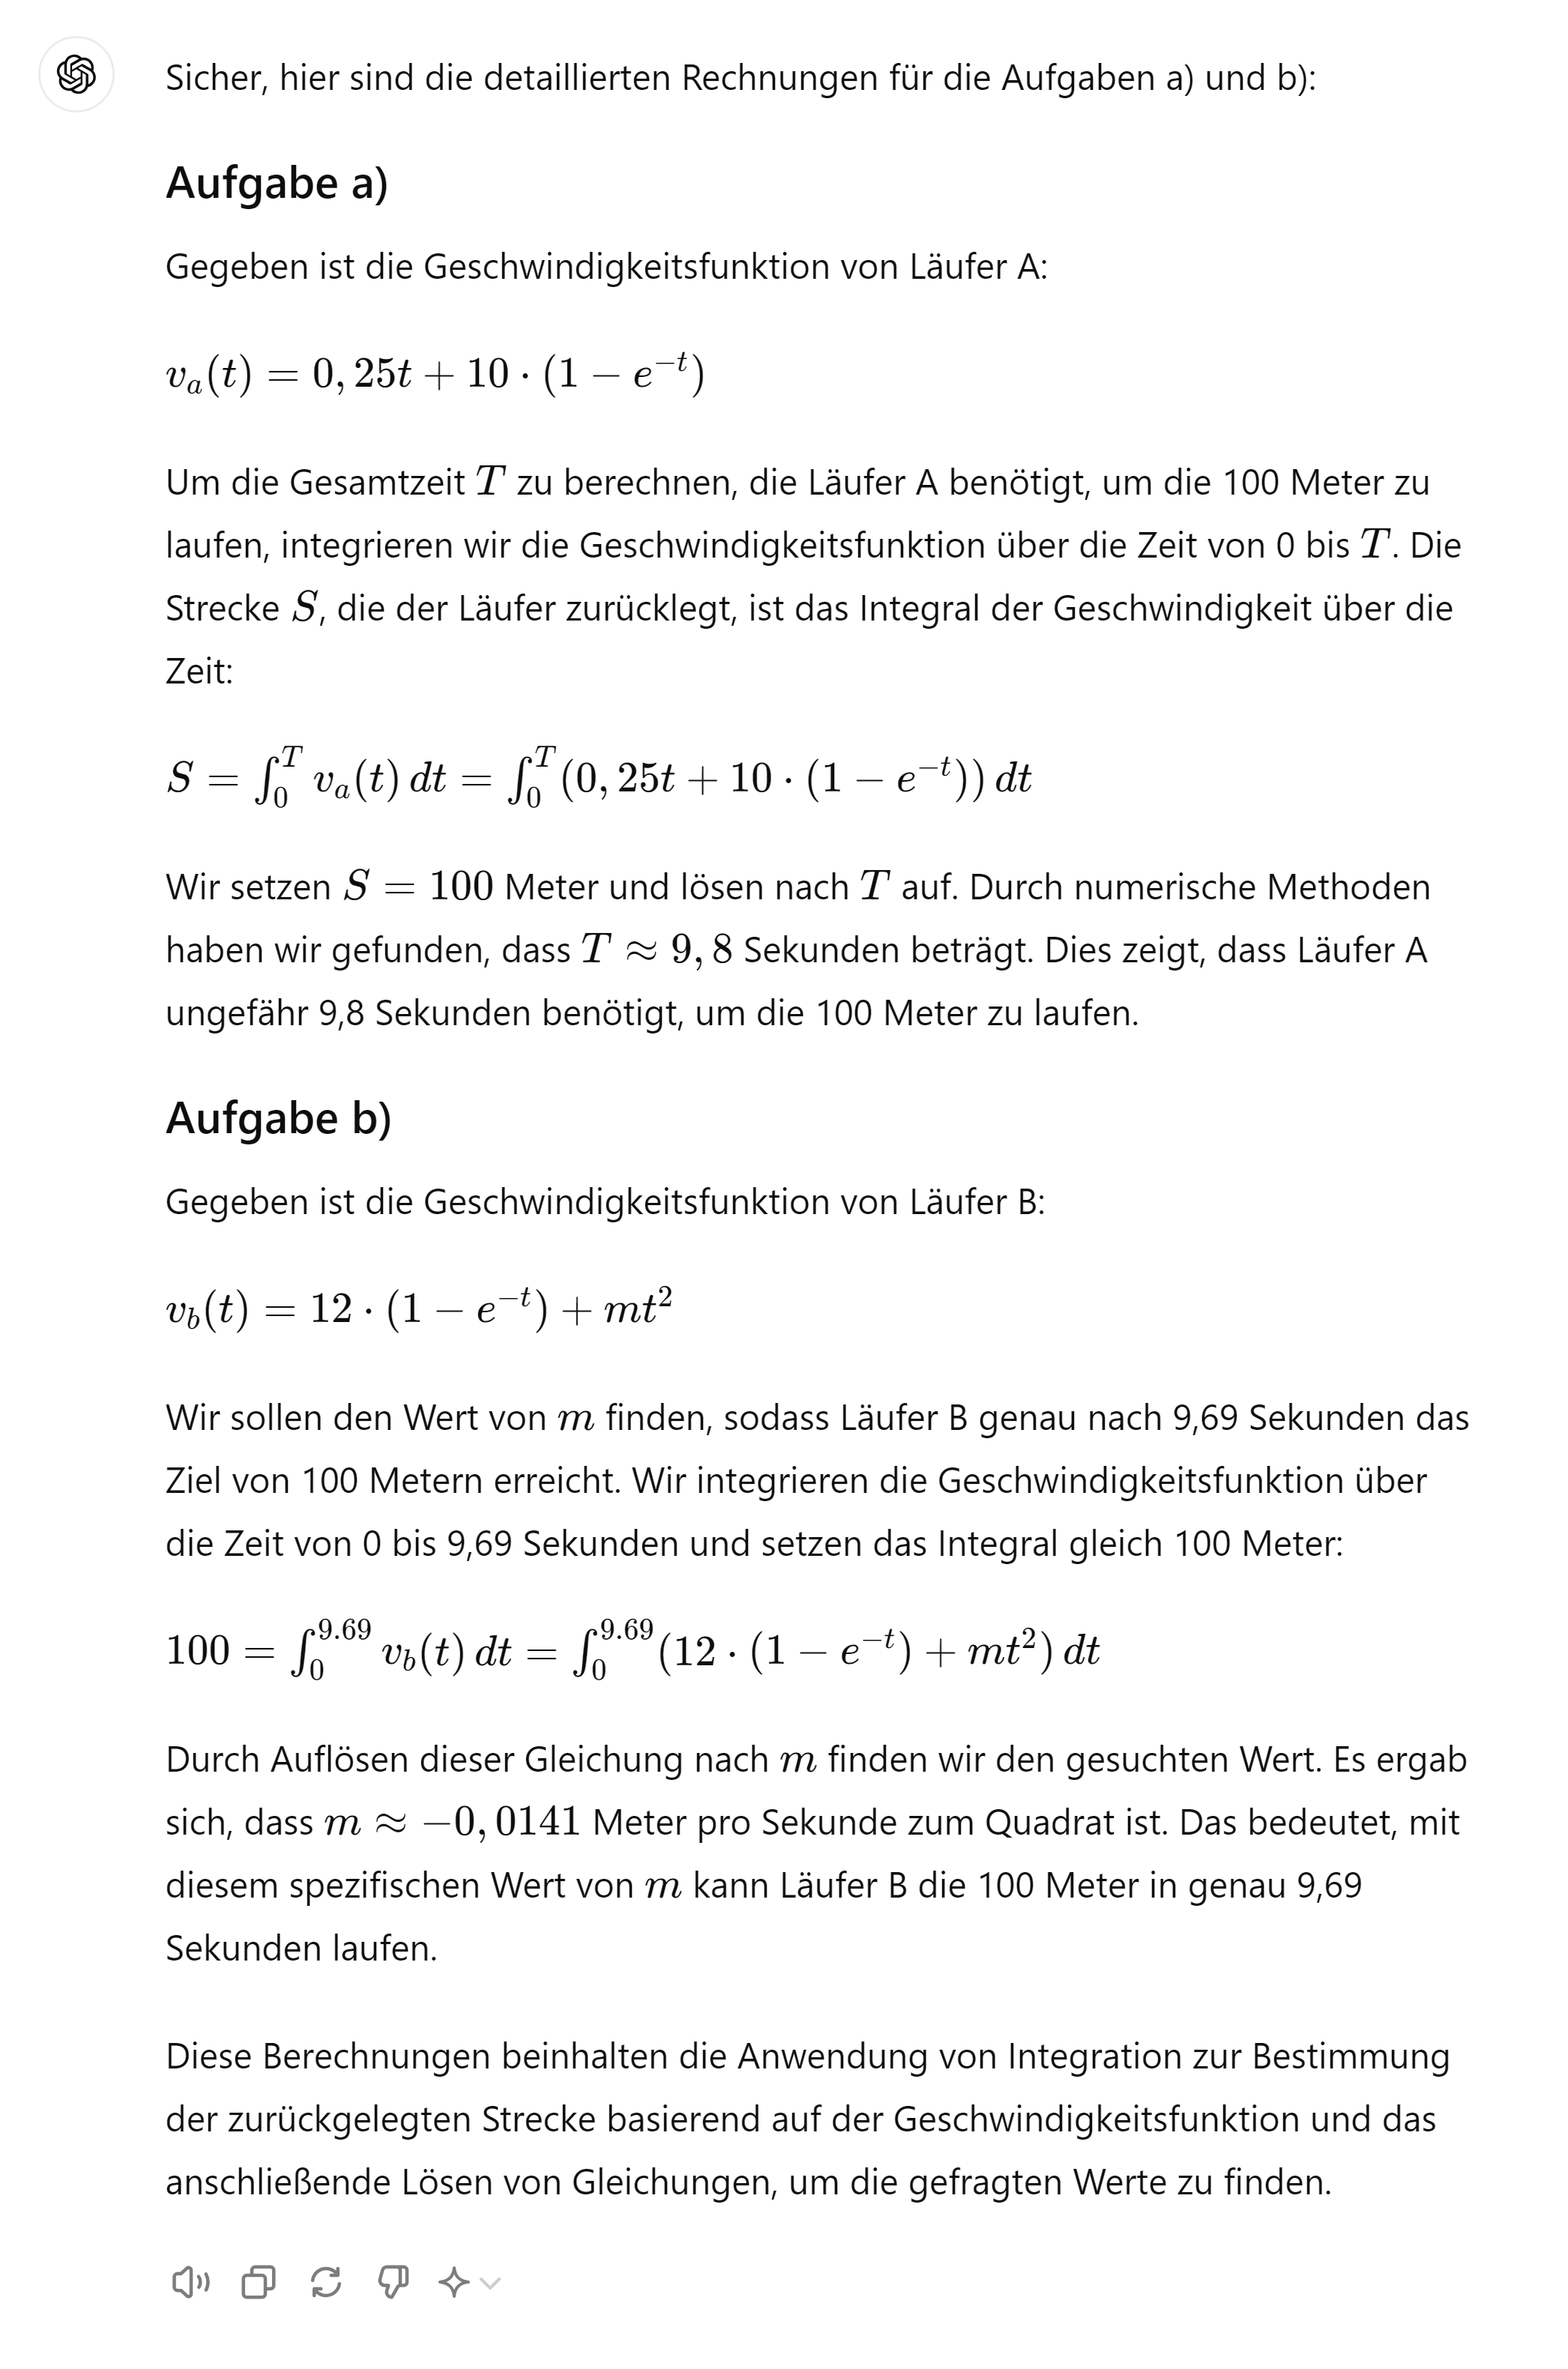 Sicher, hier sind die detaillierten Rechnungen für die Aufgaben a) und b):
Aufgabe a)
Gegeben ist die Geschwindigkeitsfunktion von Läufer A:
$v_a(t) = 0,25t + 10 \cdot (1 - e^{-t})$
Um die Gesamtzeit $T$ zu berechnen, die Läufer A benötigt, um die 100 Meter zu
laufen, integrieren wir die Geschwindigkeitsfunktion über die Zeit von 0 bis $T$. Die
Strecke $S$, die der Läufer zurücklegt, ist das Integral der Geschwindigkeit über die
Zeit:
$S = \int_0^T v_a(t)\,dt = \int_0^T (0,25t + 10 \cdot (1 - e^{-t}))\,dt$
Wir setzen $S = 100$ Meter und lösen nach $T$ auf. Durch numerische Methoden
haben wir gefunden, dass $T \approx 9,8$ Sekunden beträgt. Dies zeigt, dass Läufer A
ungefähr 9,8 Sekunden benötigt, um die 100 Meter zu laufen.
Aufgabe b)
Gegeben ist die Geschwindigkeitsfunktion von Läufer B:
$v_b(t) = 12 \cdot (1 - e^{-t}) + mt^2$
Wir sollen den Wert von $m$ finden, sodass Läufer B genau nach 9,69 Sekunden das
Ziel von 100 Metern erreicht. Wir integrieren die Geschwindigkeitsfunktion über
die Zeit von 0 bis 9,69 Sekunden und setzen das Integral gleich 100 Meter:
$100 = \int_0^{9.69} v_b(t)\,dt = \int_0^{9.69} (12 \cdot (1 - e^{-t}) + mt^2)\,dt$
Durch Auflösen dieser Gleichung nach $m$ finden wir den gesuchten Wert. Es ergab
sich, dass $m \approx -0,0141$ Meter pro Sekunde zum Quadrat ist. Das bedeutet, mit
diesem spezifischen Wert von $m$ kann Läufer B die 100 Meter in genau 9,69
Sekunden laufen.
Diese Berechnungen beinhalten die Anwendung von Integration zur Bestimmung
der zurückgelegten Strecke basierend auf der Geschwindigkeitsfunktion und das
anschließende Lösen von Gleichungen, um die gefragten Werte zu finden.